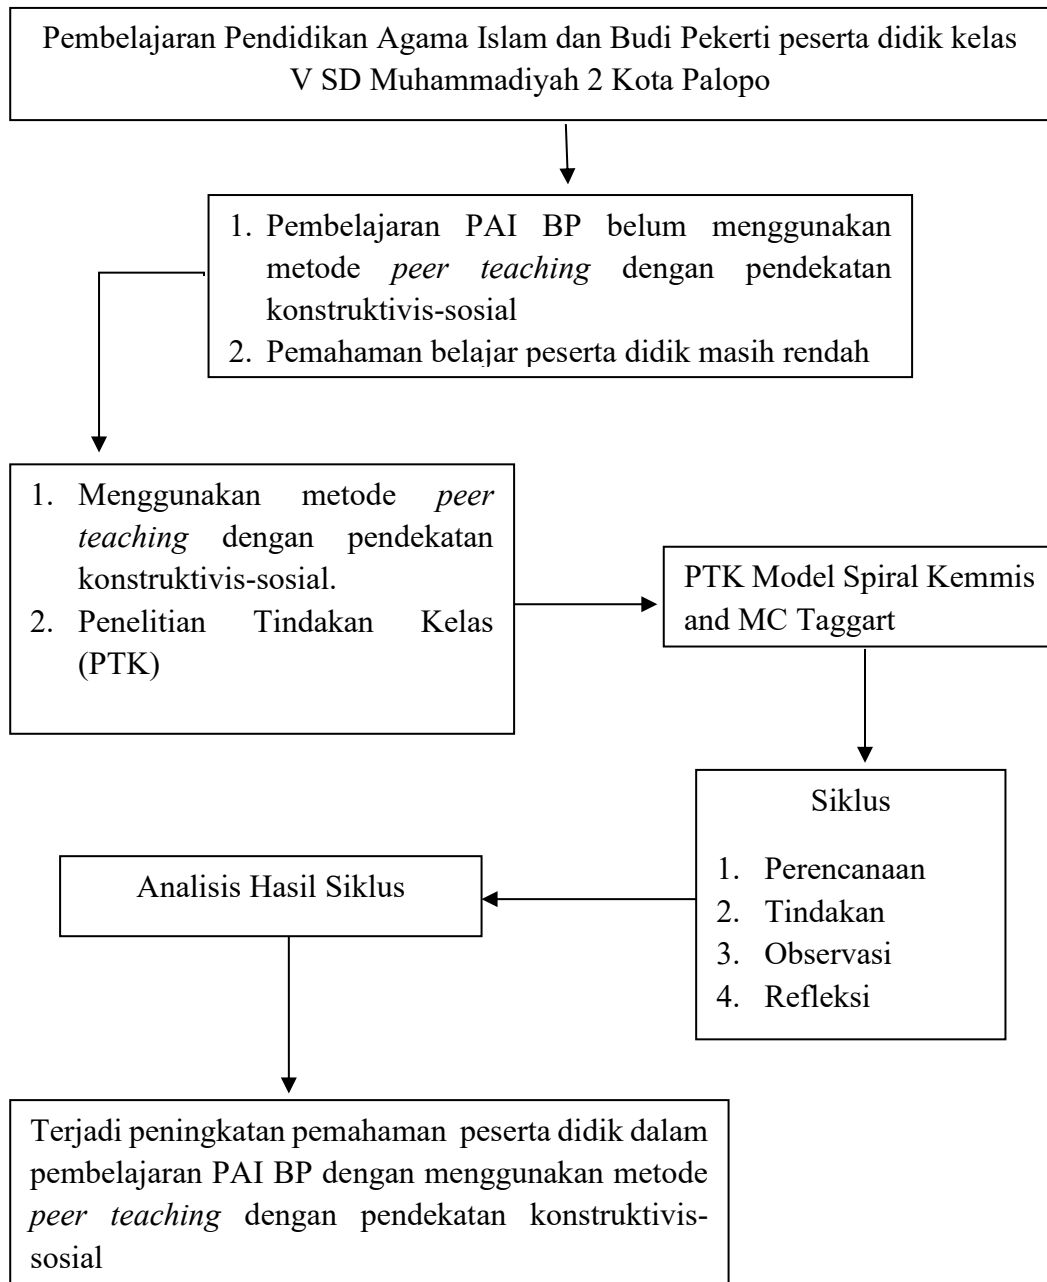 Pembelajaran Pendidikan Agama Islam dan Budi Pekerti peserta didik kelas
V SD Muhammadiyah 2 Kota Palopo
1. Pembelajaran PAI BP belum menggunakan
metode peer teaching dengan pendekatan
konstruktivis-sosial
2. Pemahaman belajar peserta didik masih rendah
1. Menggunakan metode peer
teaching dengan pendekatan
konstruktivis-sosial.
2. Penelitian Tindakan Kelas
(PTK)
PTK Model Spiral Kemmis
and MC Taggart
Siklus
1. Perencanaan
2. Tindakan
3. Observasi
4. Refleksi
Analisis Hasil Siklus
Terjadi peningkatan pemahaman peserta didik dalam
pembelajaran PAI BP dengan menggunakan metode
peer teaching dengan pendekatan konstruktivis-
sosial